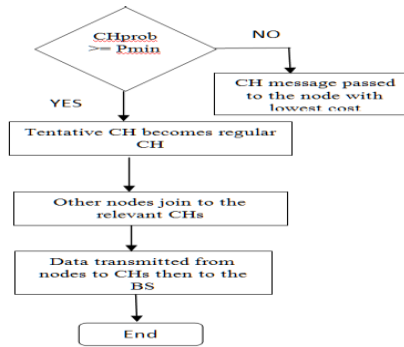 CHprob
>= Pmin
NO
CH message passed
to the node with
lowest cost
YES
Tentative CH becomes regular
CH
Other nodes join to the
relevant CHs
Data transmitted from
nodes to CHs then to the
BS
End